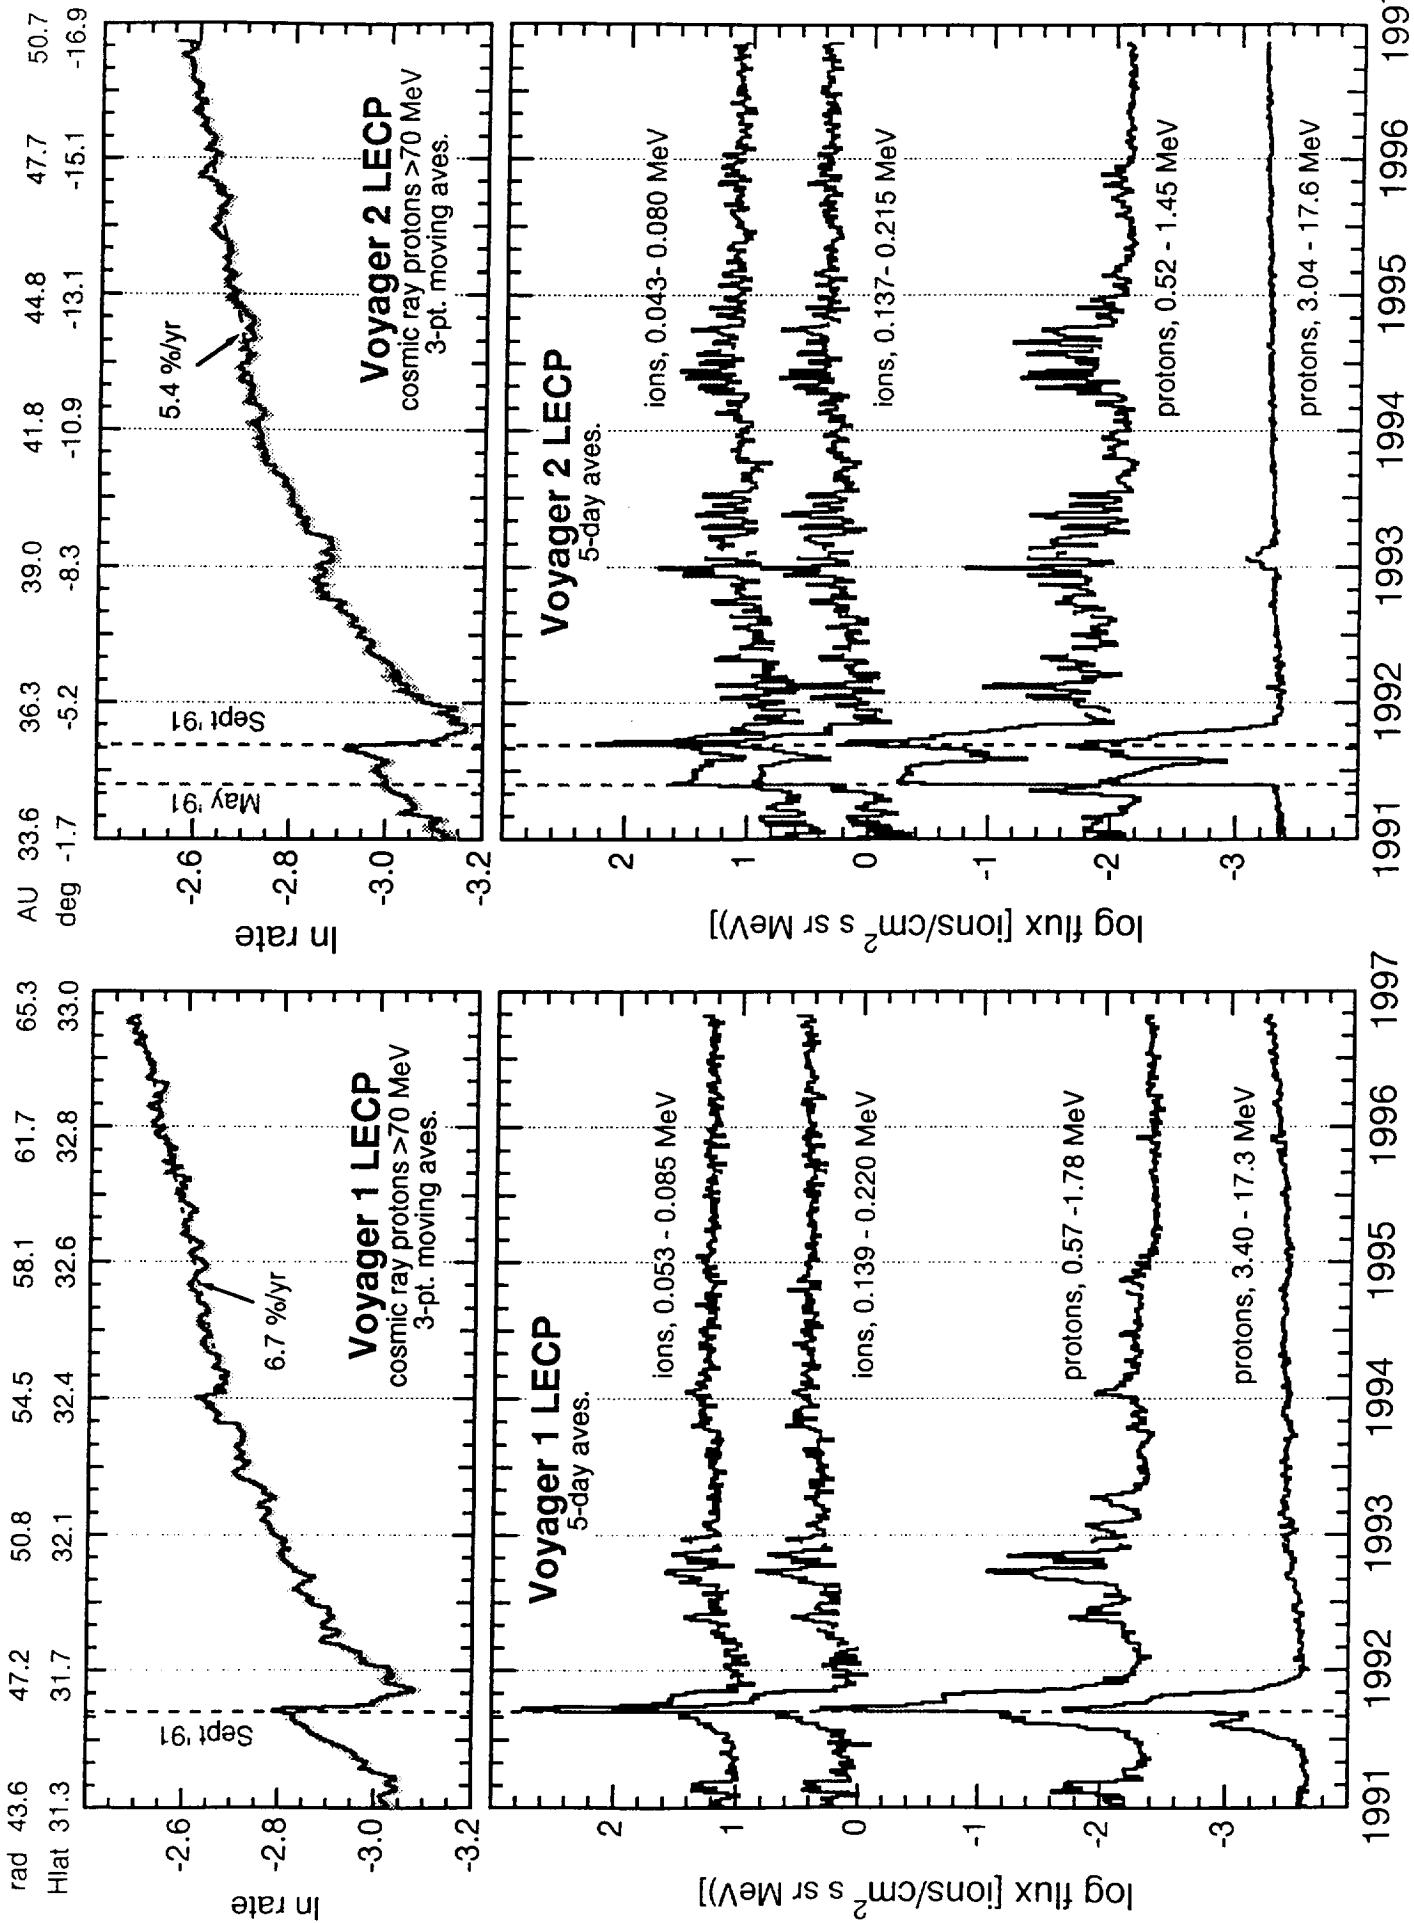 rad 43.6 47.2 50.8 54.5 58.1 61.7 65.3
Hlat 31.3 31.7 32.1 32.4 32.6 32.8 33.0
ln rate
-2.6
-2.8
-3.0
-3.2
Sept '91
6.7 %/yr
Voyager 1 LECP
cosmic ray protons >70 MeV
3-pt. moving aves.
log flux [ions/cm2 s sr MeV)]
2
1
0
-1
-2
-3
Voyager 1 LECP
5-day aves.
ions, 0.053 - 0.085 MeV
ions, 0.139 - 0.220 MeV
protons, 0.57 -1.78 MeV
protons, 3.40 - 17.3 MeV
1991 1992 1993 1994 1995 1996 1997
AU 33.6 36.3 39.0 41.8 44.8 47.7 50.7
deg -1.7 -5.2 -8.3 -10.9 -13.1 -15.1 -16.9
ln rate
-2.6
-2.8
-3.0
-3.2
May '91
Sept '91
5.4 %/yr
Voyager 2 LECP
cosmic ray protons >70 MeV
3-pt. moving aves.
log flux [ions/cm2 s sr MeV)]
2
1
0
-1
-2
-3
Voyager 2 LECP
5-day aves.
ions, 0.043- 0.080 MeV
ions, 0.137- 0.215 MeV
protons, 0.52 - 1.45 MeV
protons, 3.04 - 17.6 MeV
1991 1992 1993 1994 1995 1996